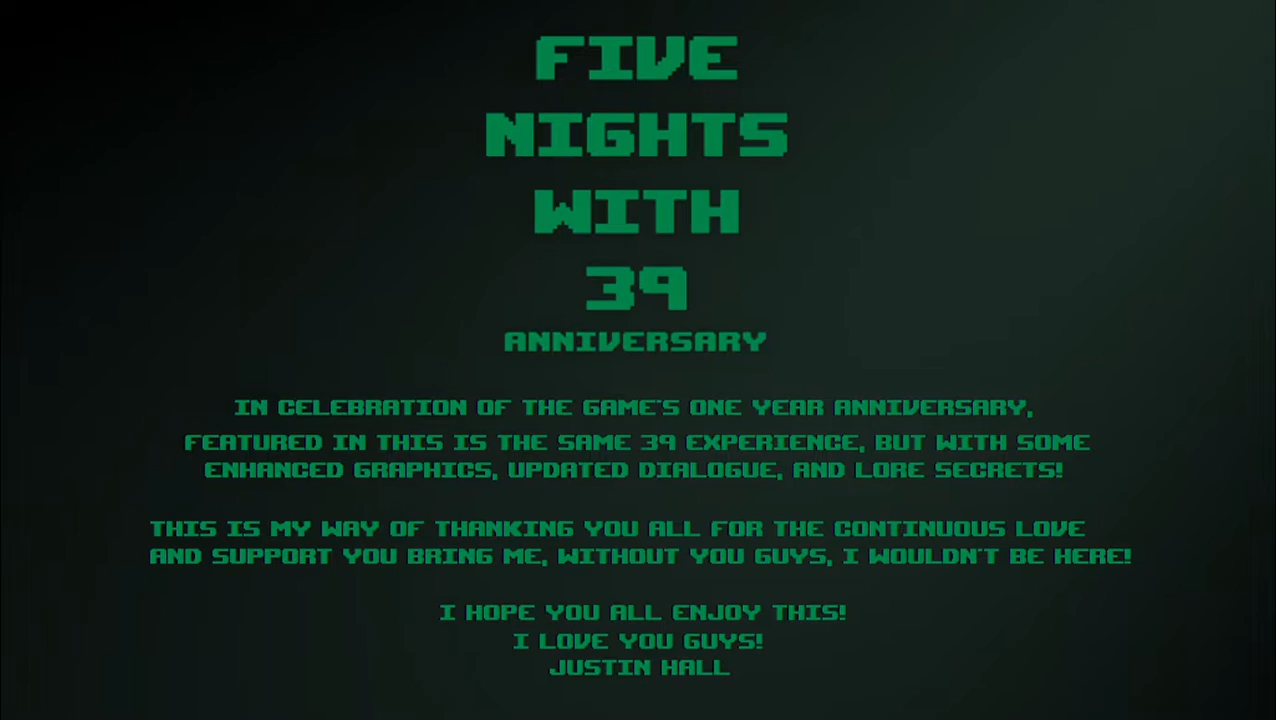 FIVE
NIGHTS
WITH
39
ANNIVERSARY
IN CELEBRATION OF THE GAME'S ONE YEAR ANNIVERSARY,
FEATURED IN THIS IS THE SAME 39 EXPERIENCE, BUT WITH SOME
ENHANCED GRAPHICS, UPDATED DIALOGUE, AND LORE SECRETS!
THIS IS MY WAY OF THANKING YOU ALL FOR THE CONTINUOUS LOVE
AND SUPPORT YOU BRING ME, WITHOUT YOU GUYS, I WOULDN'T BE HERE!
I HOPE YOU ALL ENJOY THIS!
I LOVE YOU GUYS!
JUSTIN HALL